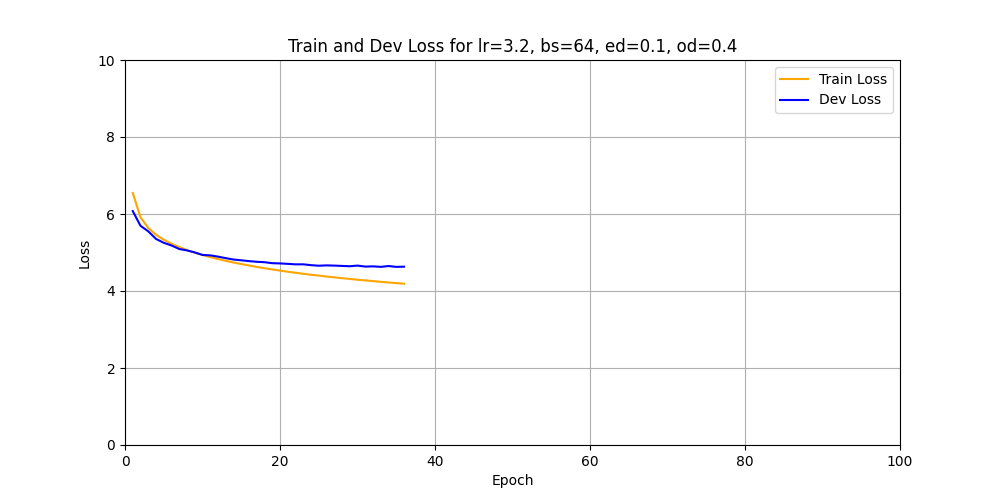 Train and Dev Loss for lr=3.2, bs=64, ed=0.1, od=0.4
10
8
6
4
2
0
Loss
Train Loss
Dev Loss
0 20 40 60 80 100
Epoch